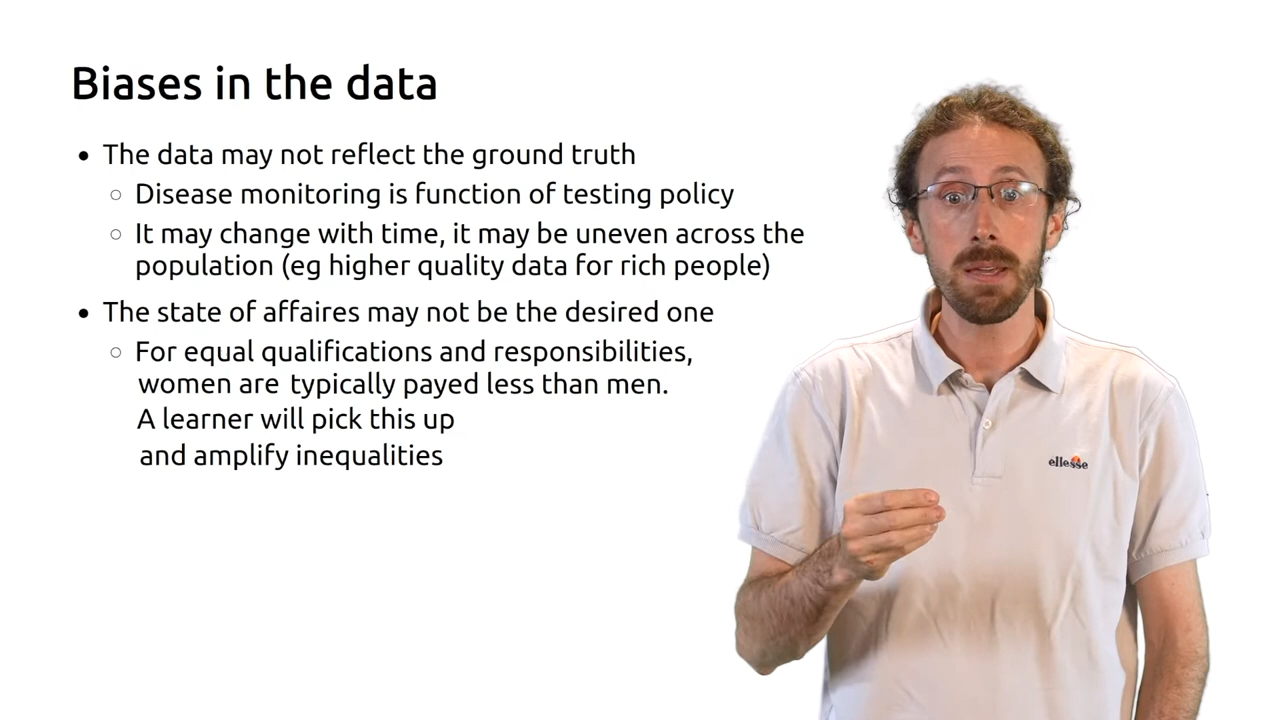 Biases in the data
• The data may not reflect the ground truth
○ Disease monitoring is function of testing policy
○ It may change with time, it may be uneven across the
population (eg higher quality data for rich people)
• The state of affaires may not be the desired one
○ For equal qualifications and responsibilities,
women are typically payed less than men.
A learner will pick this up
and amplify inequalities
ellesse